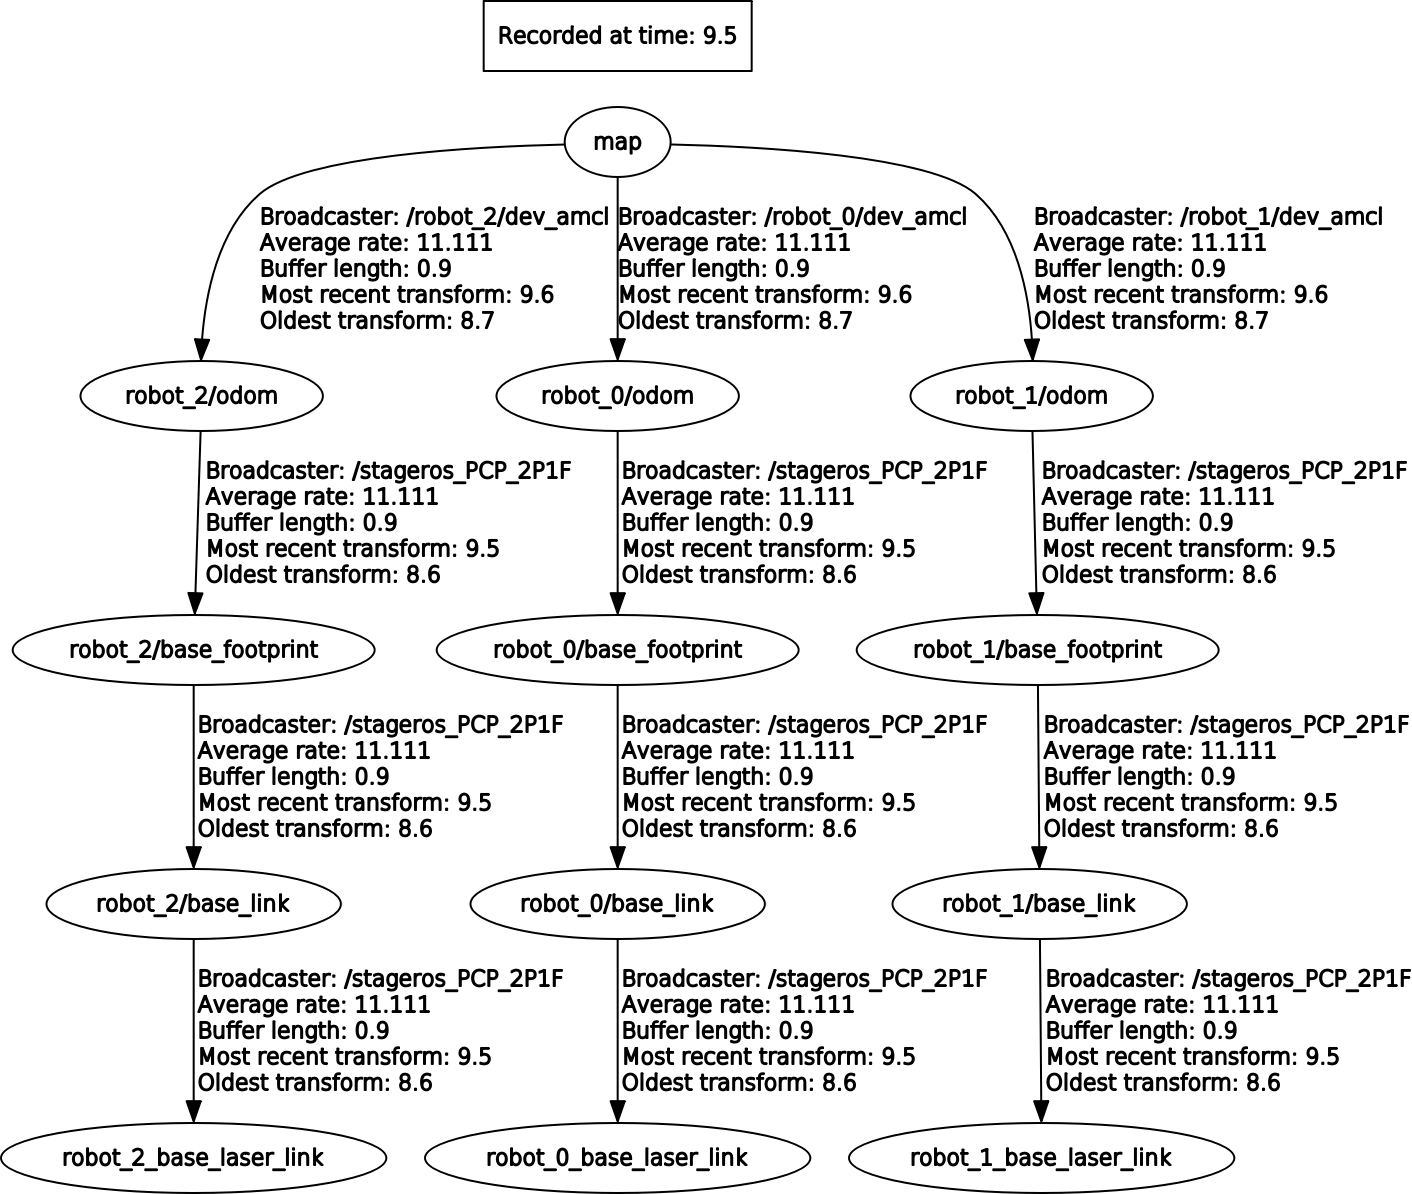 Recorded at time: 9.5
map
Broadcaster: /robot_2/dev_amcl
Average rate: 11.111
Buffer length: 0.9
Most recent transform: 9.6
Oldest transform: 8.7
Broadcaster: /robot_0/dev_amcl
Average rate: 11.111
Buffer length: 0.9
Most recent transform: 9.6
Oldest transform: 8.7
Broadcaster: /robot_1/dev_amcl
Average rate: 11.111
Buffer length: 0.9
Most recent transform: 9.6
Oldest transform: 8.7
robot_2/odom
robot_0/odom
robot_1/odom
Broadcaster: /stageros_PCP_2P1F
Average rate: 11.111
Buffer length: 0.9
Most recent transform: 9.5
Oldest transform: 8.6
Broadcaster: /stageros_PCP_2P1F
Average rate: 11.111
Buffer length: 0.9
Most recent transform: 9.5
Oldest transform: 8.6
Broadcaster: /stageros_PCP_2P1F
Average rate: 11.111
Buffer length: 0.9
Most recent transform: 9.5
Oldest transform: 8.6
robot_2/base_footprint
robot_0/base_footprint
robot_1/base_footprint
Broadcaster: /stageros_PCP_2P1F
Average rate: 11.111
Buffer length: 0.9
Most recent transform: 9.5
Oldest transform: 8.6
Broadcaster: /stageros_PCP_2P1F
Average rate: 11.111
Buffer length: 0.9
Most recent transform: 9.5
Oldest transform: 8.6
Broadcaster: /stageros_PCP_2P1F
Average rate: 11.111
Buffer length: 0.9
Most recent transform: 9.5
Oldest transform: 8.6
robot_2/base_link
robot_0/base_link
robot_1/base_link
Broadcaster: /stageros_PCP_2P1F
Average rate: 11.111
Buffer length: 0.9
Most recent transform: 9.5
Oldest transform: 8.6
Broadcaster: /stageros_PCP_2P1F
Average rate: 11.111
Buffer length: 0.9
Most recent transform: 9.5
Oldest transform: 8.6
Broadcaster: /stageros_PCP_2P1F
Average rate: 11.111
Buffer length: 0.9
Most recent transform: 9.5
Oldest transform: 8.6
robot_2_base_laser_link
robot_0_base_laser_link
robot_1_base_laser_link